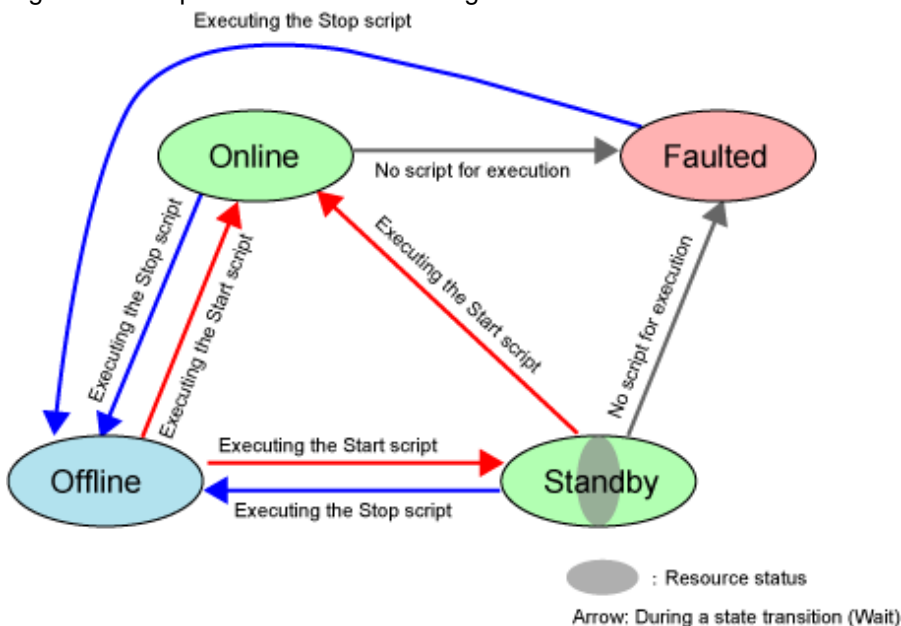 Executing the Stop script
Online
Faulted
No script for execution
Executing the Stop script
Executing the Start script
Executing the Start script
No script for execution
Offline
Executing the Start script
Standby
Executing the Stop script
: Resource status
Arrow: During a state transition (Wait)